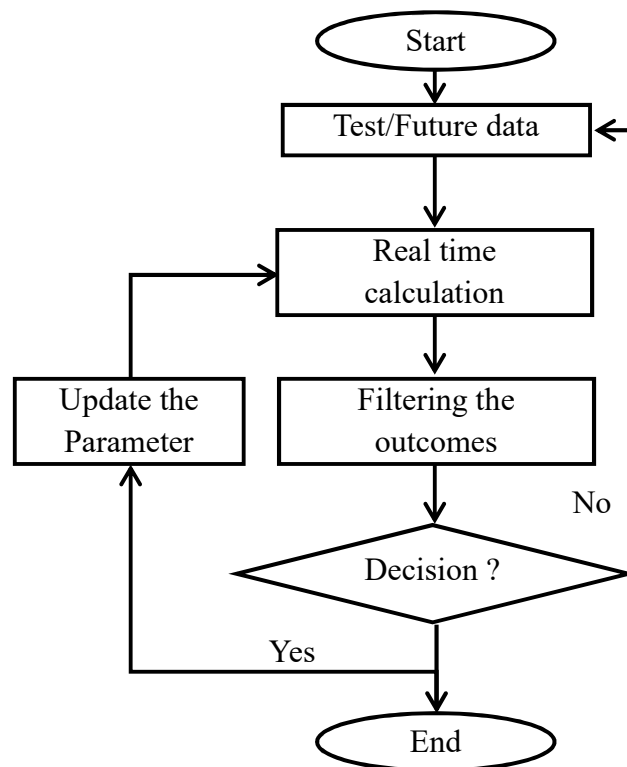 Start
Test/Future data
Real time
calculation
Update the
Parameter
Filtering the
outcomes
No
Decision ?
Yes
End